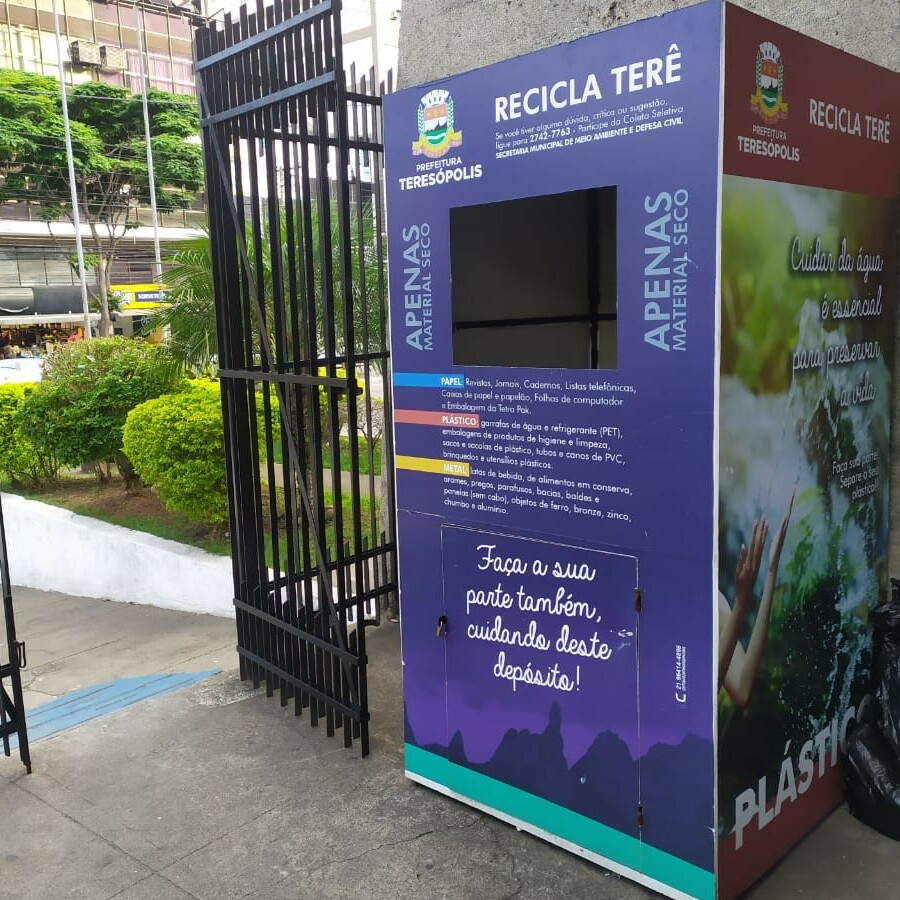 RECICLA TERÊ
Se você tiver alguma dúvida, crítica ou sugestão,
ligue para 2742-7763 - Participe da Coleta Seletiva
SECRETARIA MUNICIPAL DE MEIO AMBIENTE E DEFESA CIVIL
PREFEITURA
TERESÓPOLIS
APENAS
MATERIAL SECO
APENAS
MATERIAL SECO
PAPEL: Revistas, Jornais, Cadernos, Listas telefônicas,
Caixas de papel e papelão, Folhas de computador
e Embalagem da Tetra Pak.
PLÁSTICO: garrafas de água e refrigerante (PET),
embalagens de produtos de higiene e limpeza,
sacos e sacolas de plástico, tubos e canos de PVC,
brinquedos e utensílios plásticos.
METAL: latas de bebida, de alimentos em conserva,
arames, pregos, parafusos, bacias, baldes e
panelas (sem cabo), objetos de ferro, bronze, zinco,
chumbo e alumínio.
Faça a sua
parte também,
cuidando deste
depósito!
21 96414-4896
PREFEITURA
TERESÓPOLIS
RECICLA TERÊ
Cuidar da água
é essencial
para preservar
a vida
Faça sua parte!
Separe o seu
plástico!!
PLÁSTIC
SORVETE